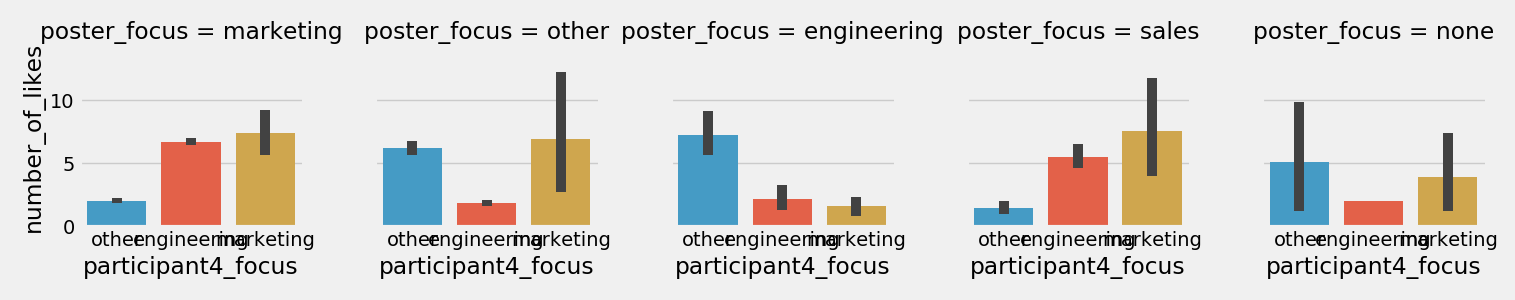 poster_focus = marketing
poster_focus = other
poster_focus = engineering
poster_focus = sales
poster_focus = none
number_of_likes
10
5
0
other engineering marketing
other engineering marketing
other engineering marketing
other engineering marketing
other engineering marketing
participant4_focus
participant4_focus
participant4_focus
participant4_focus
participant4_focus